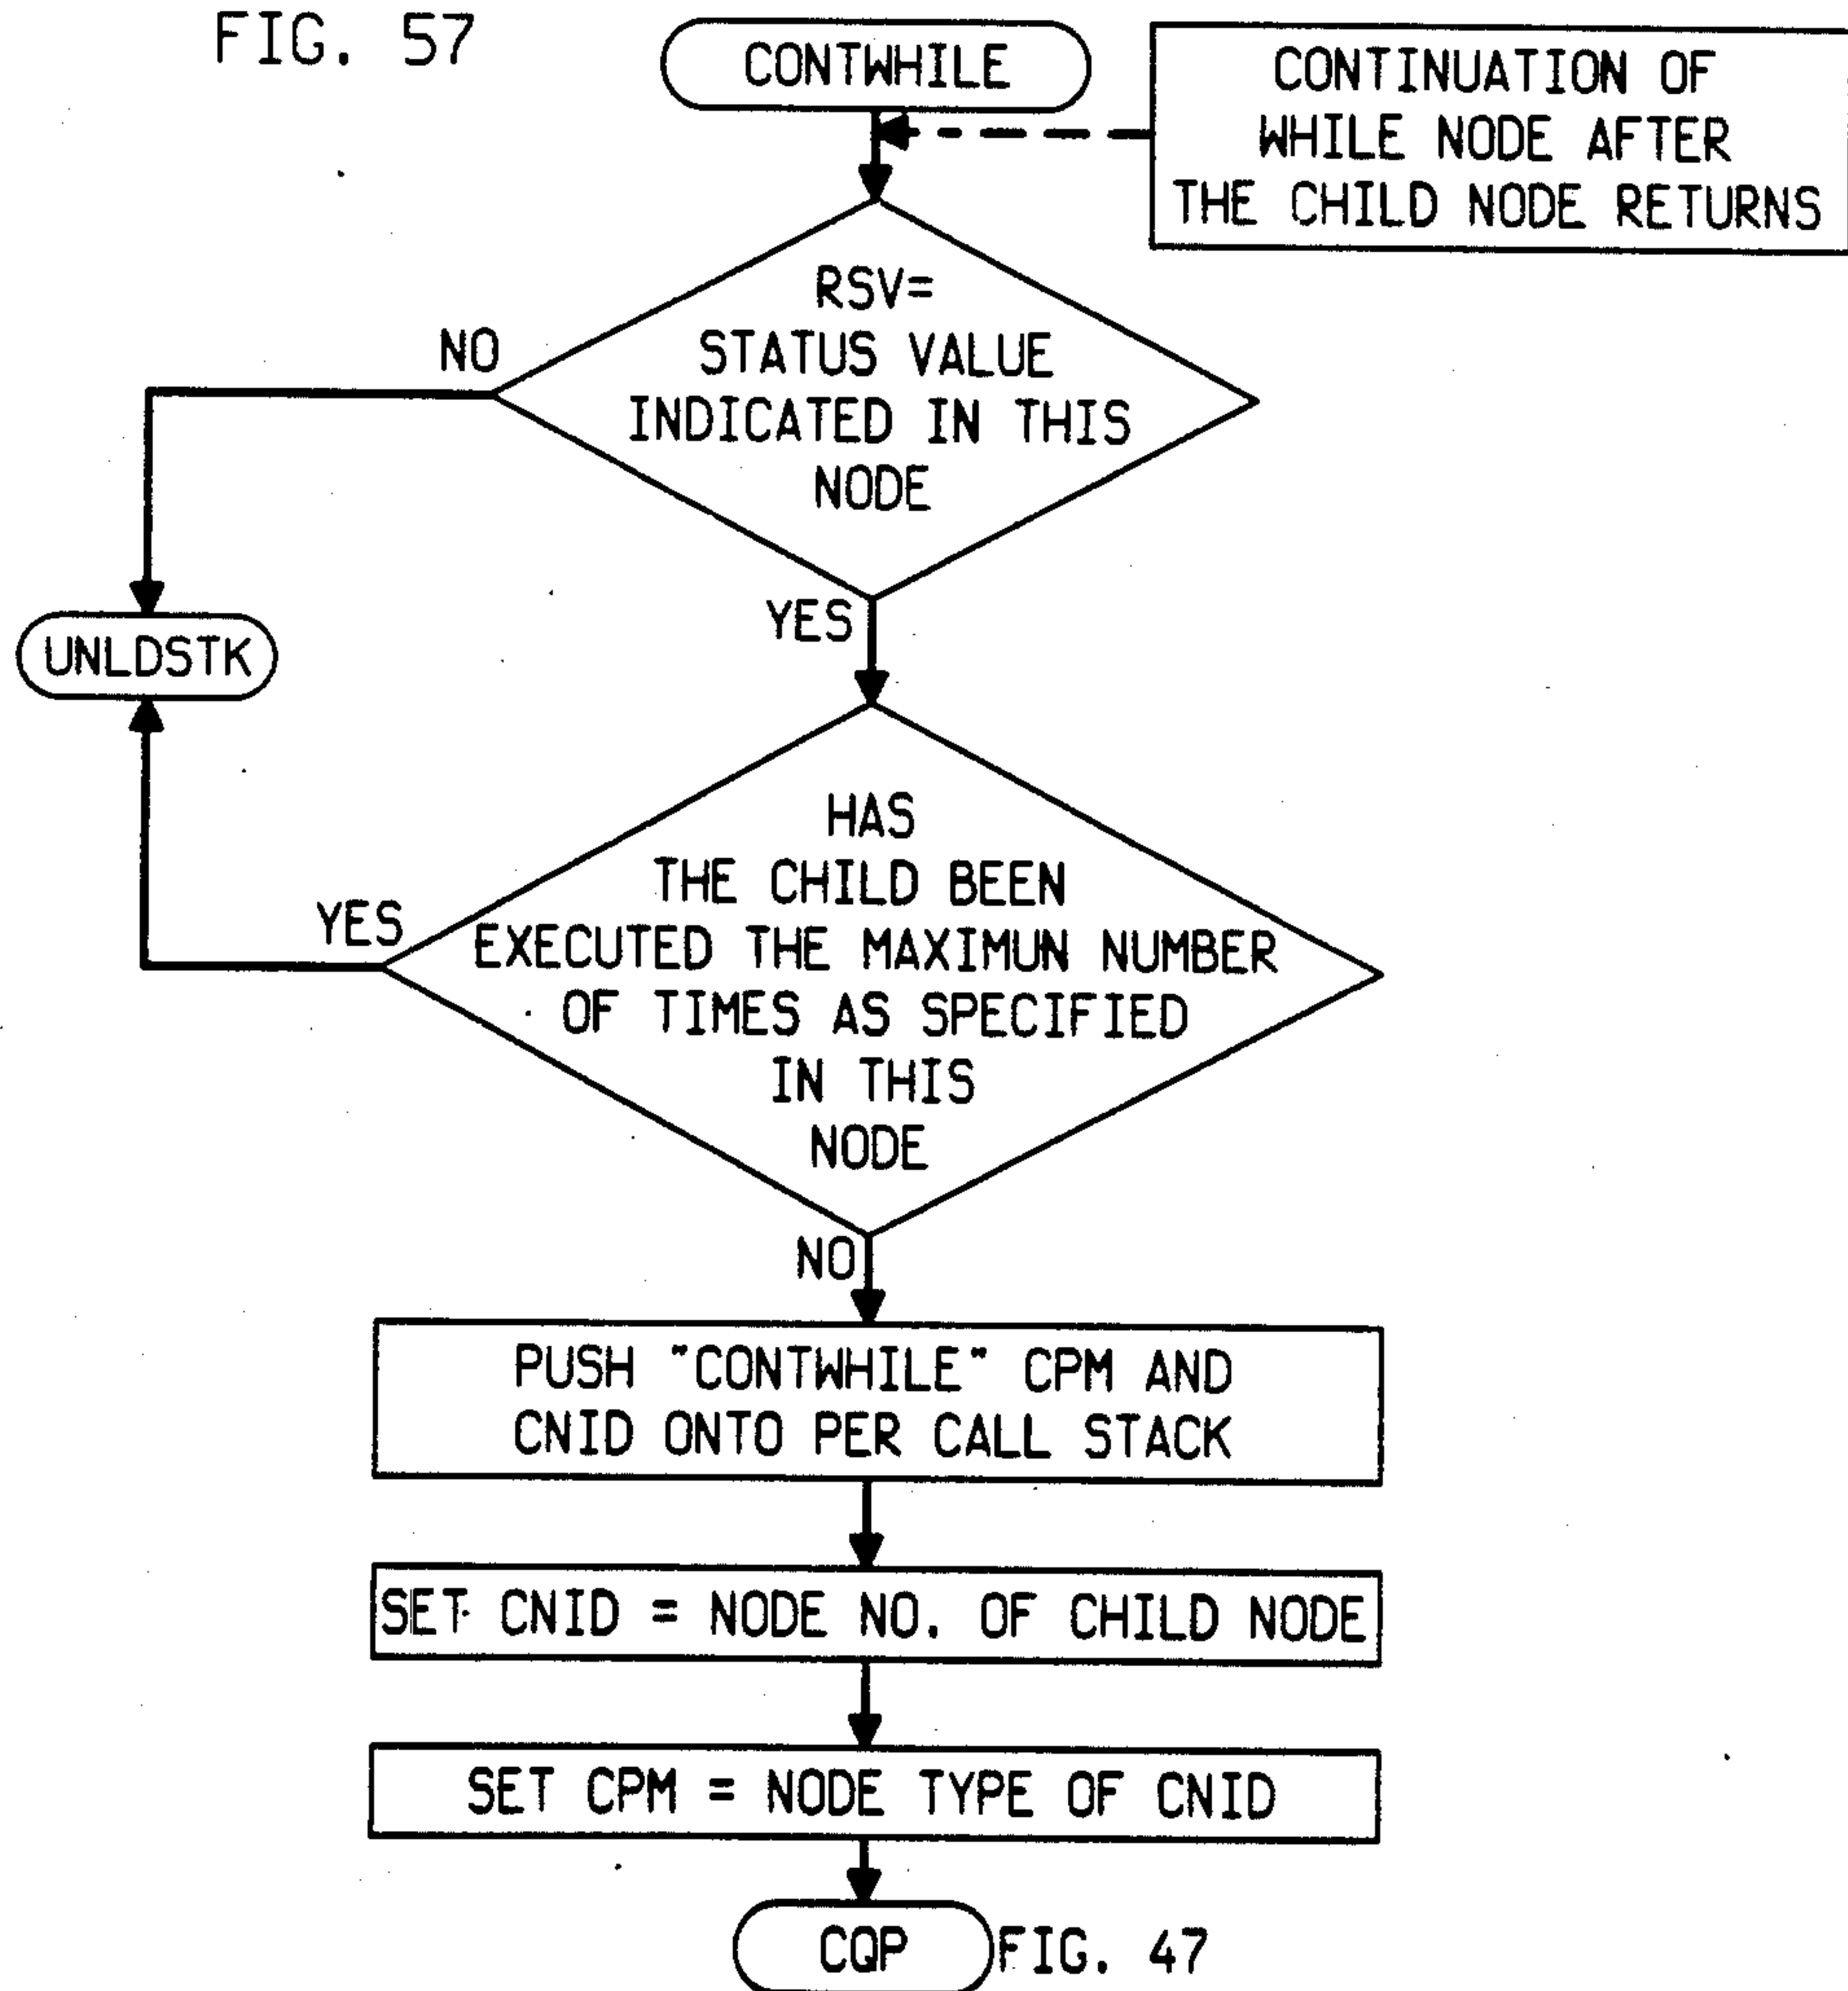 FIG. 57
CONTWHILE
CONTINUATION OF
WHILE NODE AFTER
THE CHILD NODE RETURNS
RSV=
STATUS VALUE
INDICATED IN THIS
NODE
NO
YES
UNLDSTK
HAS
THE CHILD BEEN
EXECUTED THE MAXIMUN NUMBER
OF TIMES AS SPECIFIED
IN THIS
NODE
YES
NO
PUSH "CONTWHILE" CPM AND
CNID ONTO PER CALL STACK
SET CNID = NODE NO. OF CHILD NODE
SET CPM = NODE TYPE OF CNID
CQP
FIG. 47